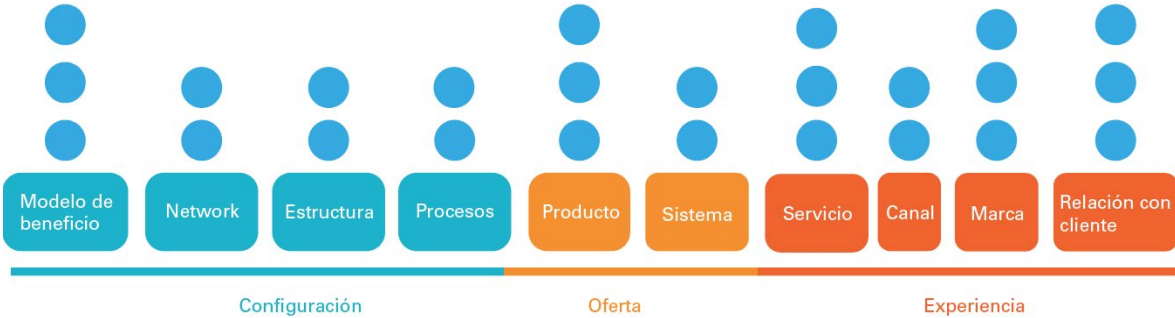 Modelo de
beneficio
Network
Estructura
Procesos
Producto
Sistema
Servicio
Canal
Marca
Relación con
cliente
Configuración
Oferta
Experiencia